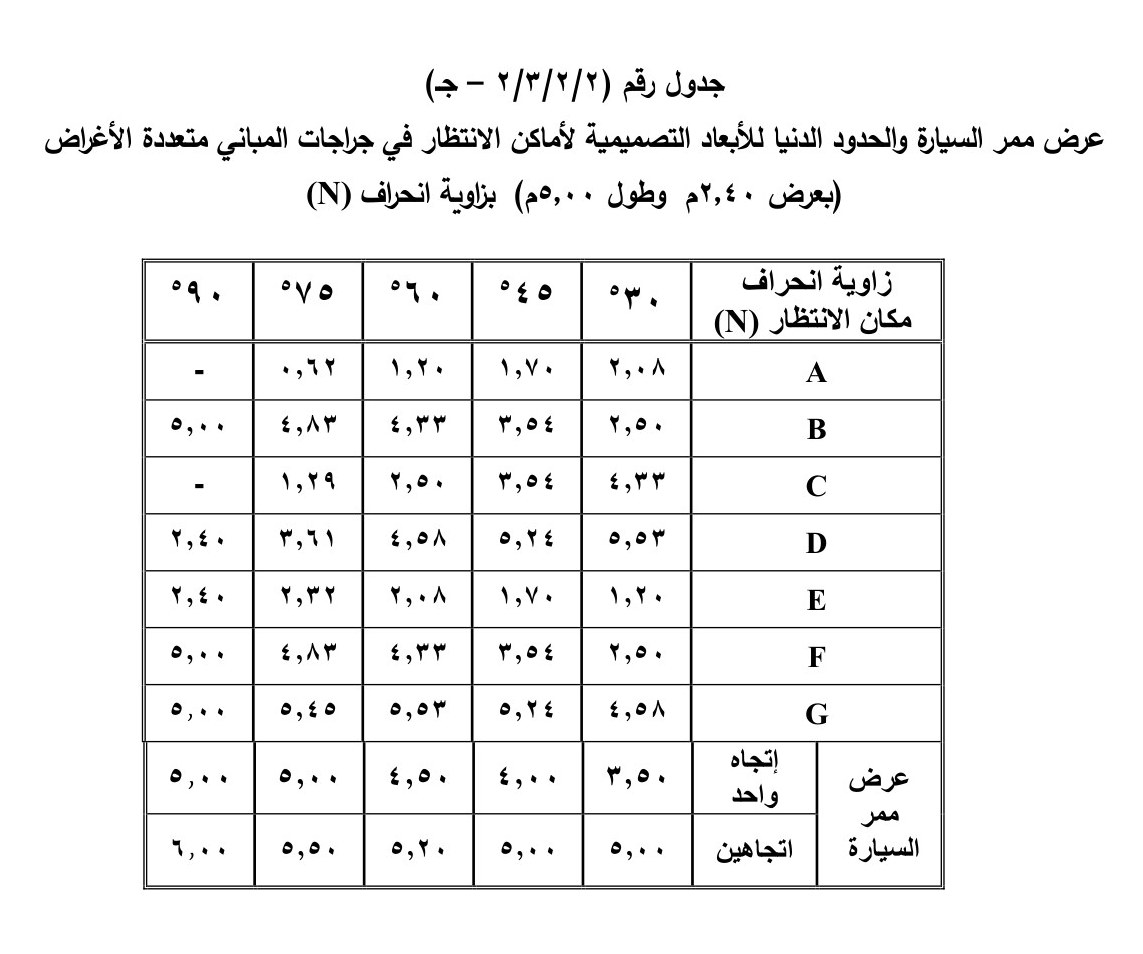 جدول رقم (٢/٣/٢/٢ – جـ)
عرض ممر السيارة والحدود الدنيا للأبعاد التصميمية لأماكن الانتظار في جراجات المباني متعددة الأغراض
(بعرض ٢,٤٠م وطول ٥,٠٠م) بزاوية انحراف (N)
زاوية انحراف مكان الانتظار (N) ٣٠° ٤٥° ٦٠° ٧٥° ٩٠°
A ٢,٠٨ ١,٧٠ ١,٢٠ ٠,٦٢ -
B ٢,٥٠ ٣,٥٤ ٤,٣٣ ٤,٨٣ ٥,٠٠
C ٤,٣٣ ٣,٥٤ ٢,٥٠ ١,٢٩ -
D ٥,٥٣ ٥,٢٤ ٤,٥٨ ٣,٦١ ٢,٤٠
E ١,٢٠ ١,٧٠ ٢,٠٨ ٢,٣٢ ٢,٤٠
F ٢,٥٠ ٣,٥٤ ٤,٣٣ ٤,٨٣ ٥,٠٠
G ٤,٥٨ ٥,٢٤ ٥,٥٣ ٥,٤٥ ٥,٠٠
عرض ممر السيارة إتجاه واحد ٣,٥٠ ٤,٠٠ ٤,٥٠ ٥,٠٠ ٥,٠٠
اتجاهين ٥,٠٠ ٥,٠٠ ٥,٢٠ ٥,٥٠ ٦,٠٠